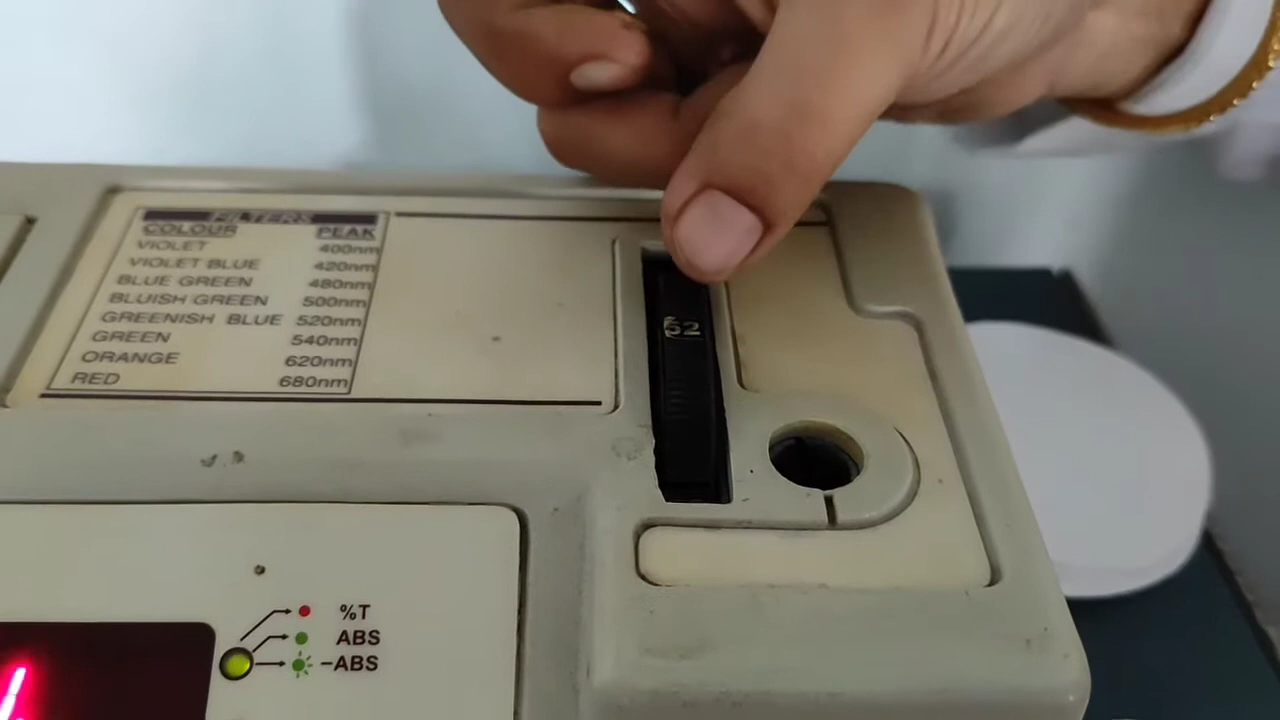 FILTERS
COLOUR PEAK
VIOLET 400nm
VIOLET BLUE 420nm
BLUE GREEN 480nm
BLUISH GREEN 500nm
GREENISH BLUE 520nm
GREEN 540nm
ORANGE 620nm
RED 680nm
52
%T
ABS
-ABS